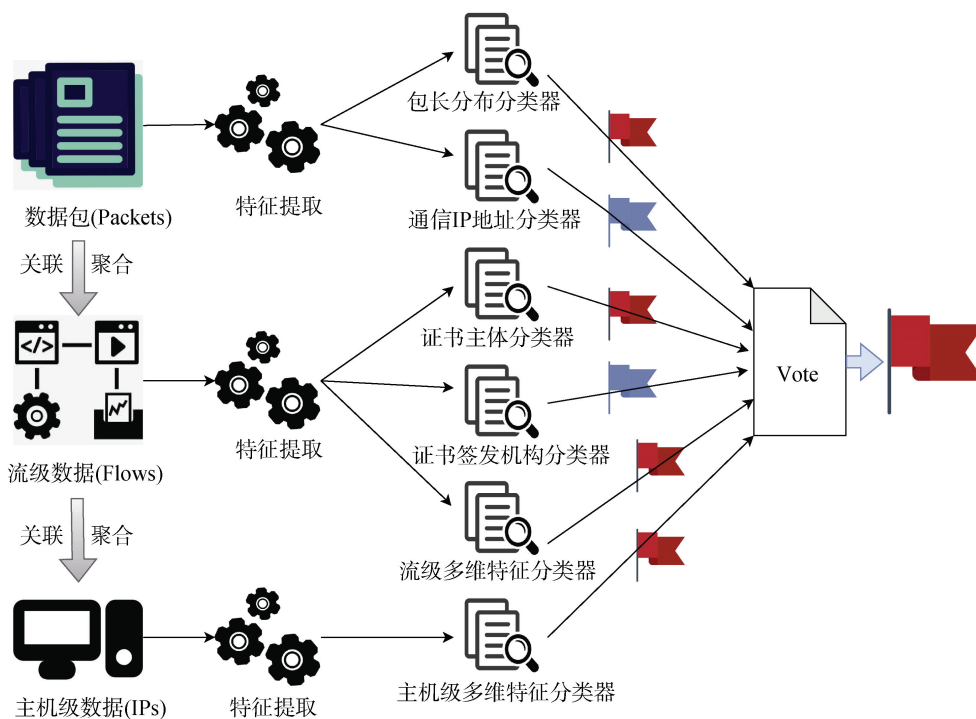 包长分布分类器
数据包(Packets)
特征提取
通信IP地址分类器
关联
聚合
</>
证书主体分类器
Vote
流级数据(Flows)
特征提取
证书签发机构分类器
关联
聚合
流级多维特征分类器
主机级数据(IPs)
特征提取
主机级多维特征分类器